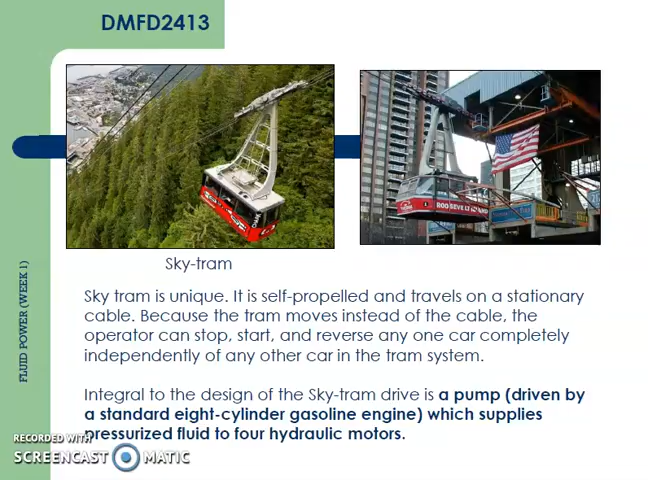 DMFD2413
ROOSEVELT ISLAND
Sky-tram
FLUID POWER (WEEK 1)
Sky tram is unique. It is self-propelled and travels on a stationary
cable. Because the tram moves instead of the cable, the
operator can stop, start, and reverse any one car completely
independently of any other car in the tram system.
Integral to the design of the Sky-tram drive is a pump (driven by
a standard eight-cylinder gasoline engine) which supplies
pressurized fluid to four hydraulic motors.
RECORDED WITH
SCREENCAST MATIC